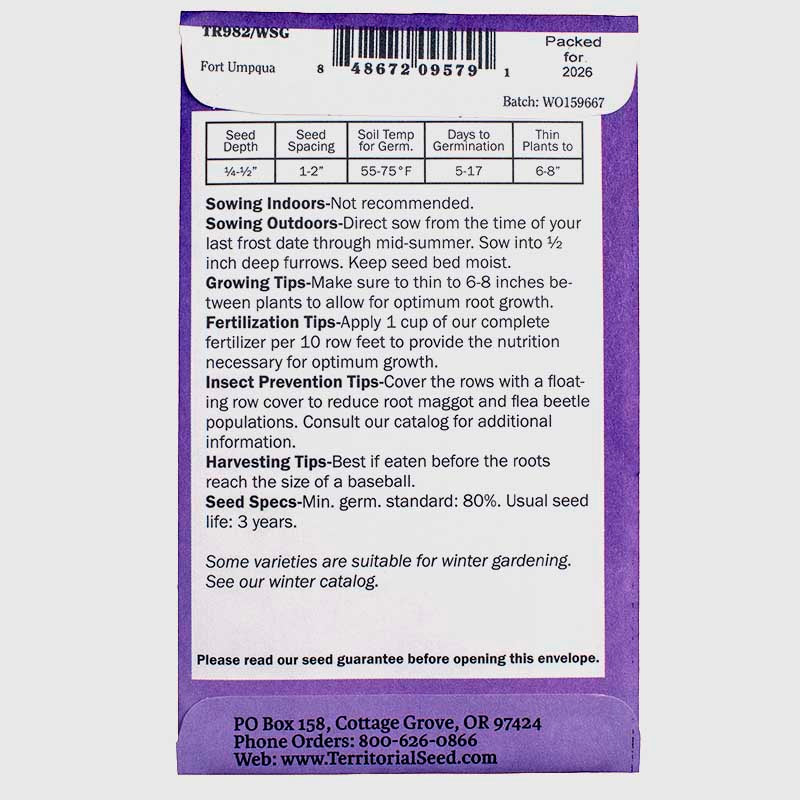 TR982/WSG
Fort Umpqua
8 48672 09579 1
Packed
for
2026
Batch: WO159667
Seed Depth Seed Spacing Soil Temp for Germ. Days to Germination Thin Plants to
¼-½" 1-2" 55-75°F 5-17 6-8"
Sowing Indoors-Not recommended.
Sowing Outdoors-Direct sow from the time of your
last frost date through mid-summer. Sow into ½
inch deep furrows. Keep seed bed moist.
Growing Tips-Make sure to thin to 6-8 inches be-
tween plants to allow for optimum root growth.
Fertilization Tips-Apply 1 cup of our complete
fertilizer per 10 row feet to provide the nutrition
necessary for optimum growth.
Insect Prevention Tips-Cover the rows with a float-
ing row cover to reduce root maggot and flea beetle
populations. Consult our catalog for additional
information.
Harvesting Tips-Best if eaten before the roots
reach the size of a baseball.
Seed Specs-Min. germ. standard: 80%. Usual seed
life: 3 years.
Some varieties are suitable for winter gardening.
See our winter catalog.
Please read our seed guarantee before opening this envelope.
PO Box 158, Cottage Grove, OR 97424
Phone Orders: 800-626-0866
Web: www.TerritorialSeed.com